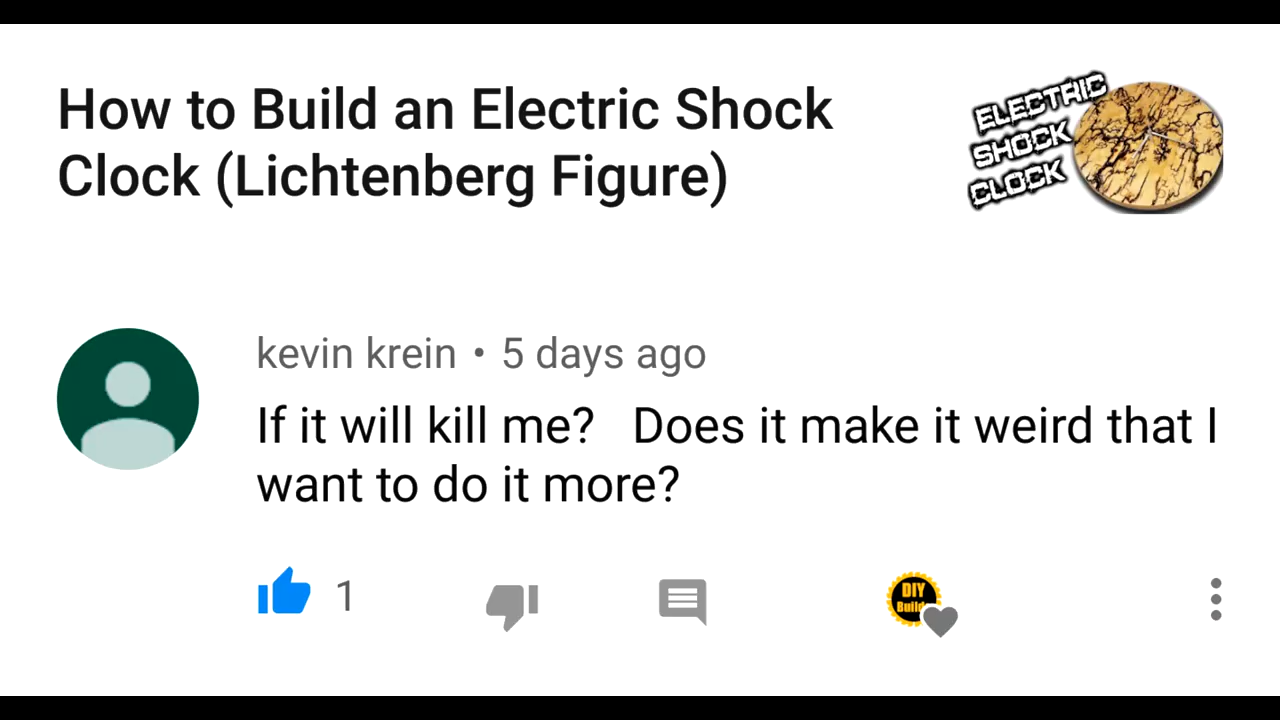 How to Build an Electric Shock
Clock (Lichtenberg Figure)
ELECTRIC
SHOCK
CLOCK
kevin krein • 5 days ago
If it will kill me? Does it make it weird that I
want to do it more?
1
DIY